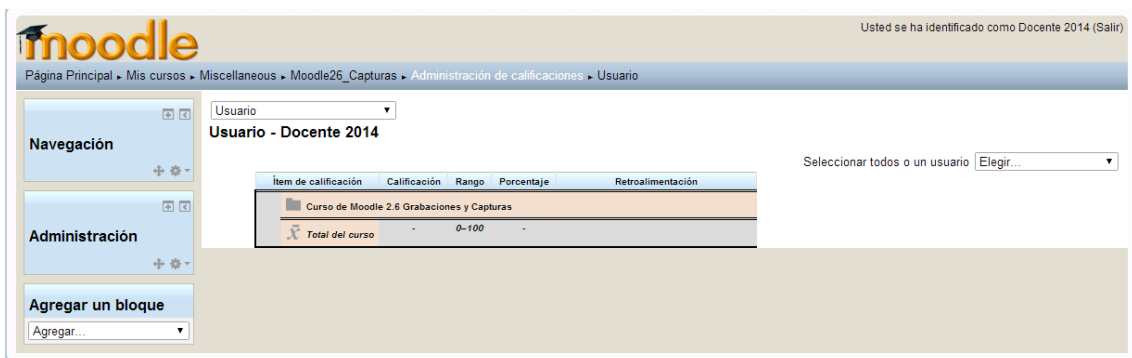 moodle
Usted se ha identificado como Docente 2014 (Salir)
Página Principal ► Mis cursos ► Miscellaneous ► Moodle26_Capturas ► Administración de calificaciones ► Usuario
Navegación
Administración
Agregar un bloque
Agregar...
Usuario
Usuario - Docente 2014
Seleccionar todos o un usuario Elegir...
Ítem de calificación Calificación Rango Porcentaje Retroalimentación
Curso de Moodle 2.6 Grabaciones y Capturas
x̄ Total del curso - 0–100 -